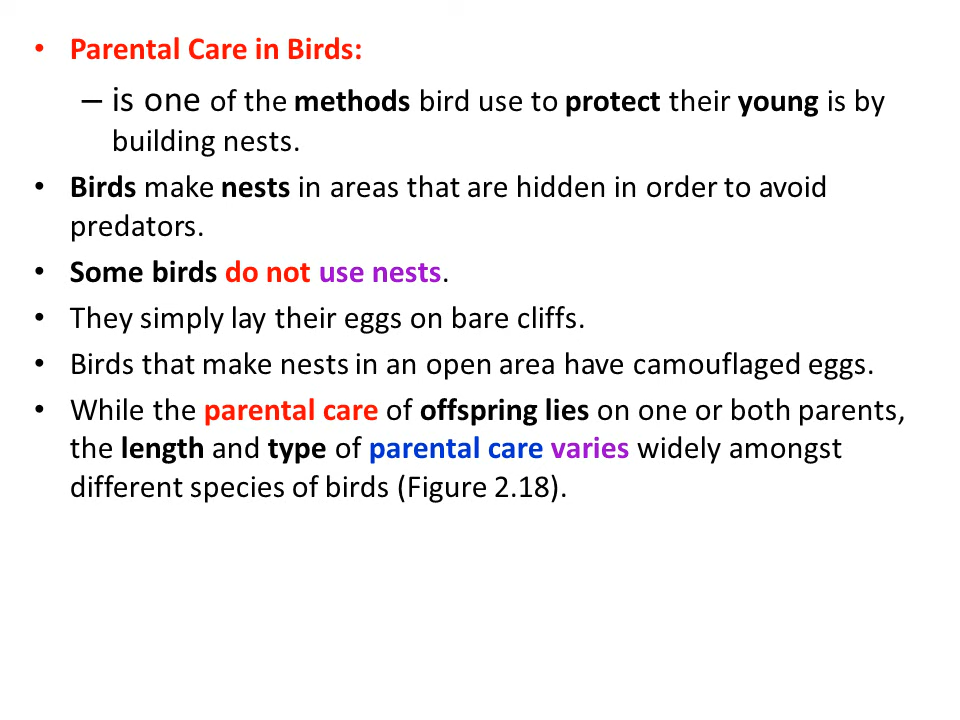 • Parental Care in Birds:
– is one of the methods bird use to protect their young is by
building nests.
• Birds make nests in areas that are hidden in order to avoid
predators.
• Some birds do not use nests.
• They simply lay their eggs on bare cliffs.
• Birds that make nests in an open area have camouflaged eggs.
• While the parental care of offspring lies on one or both parents,
the length and type of parental care varies widely amongst
different species of birds (Figure 2.18).